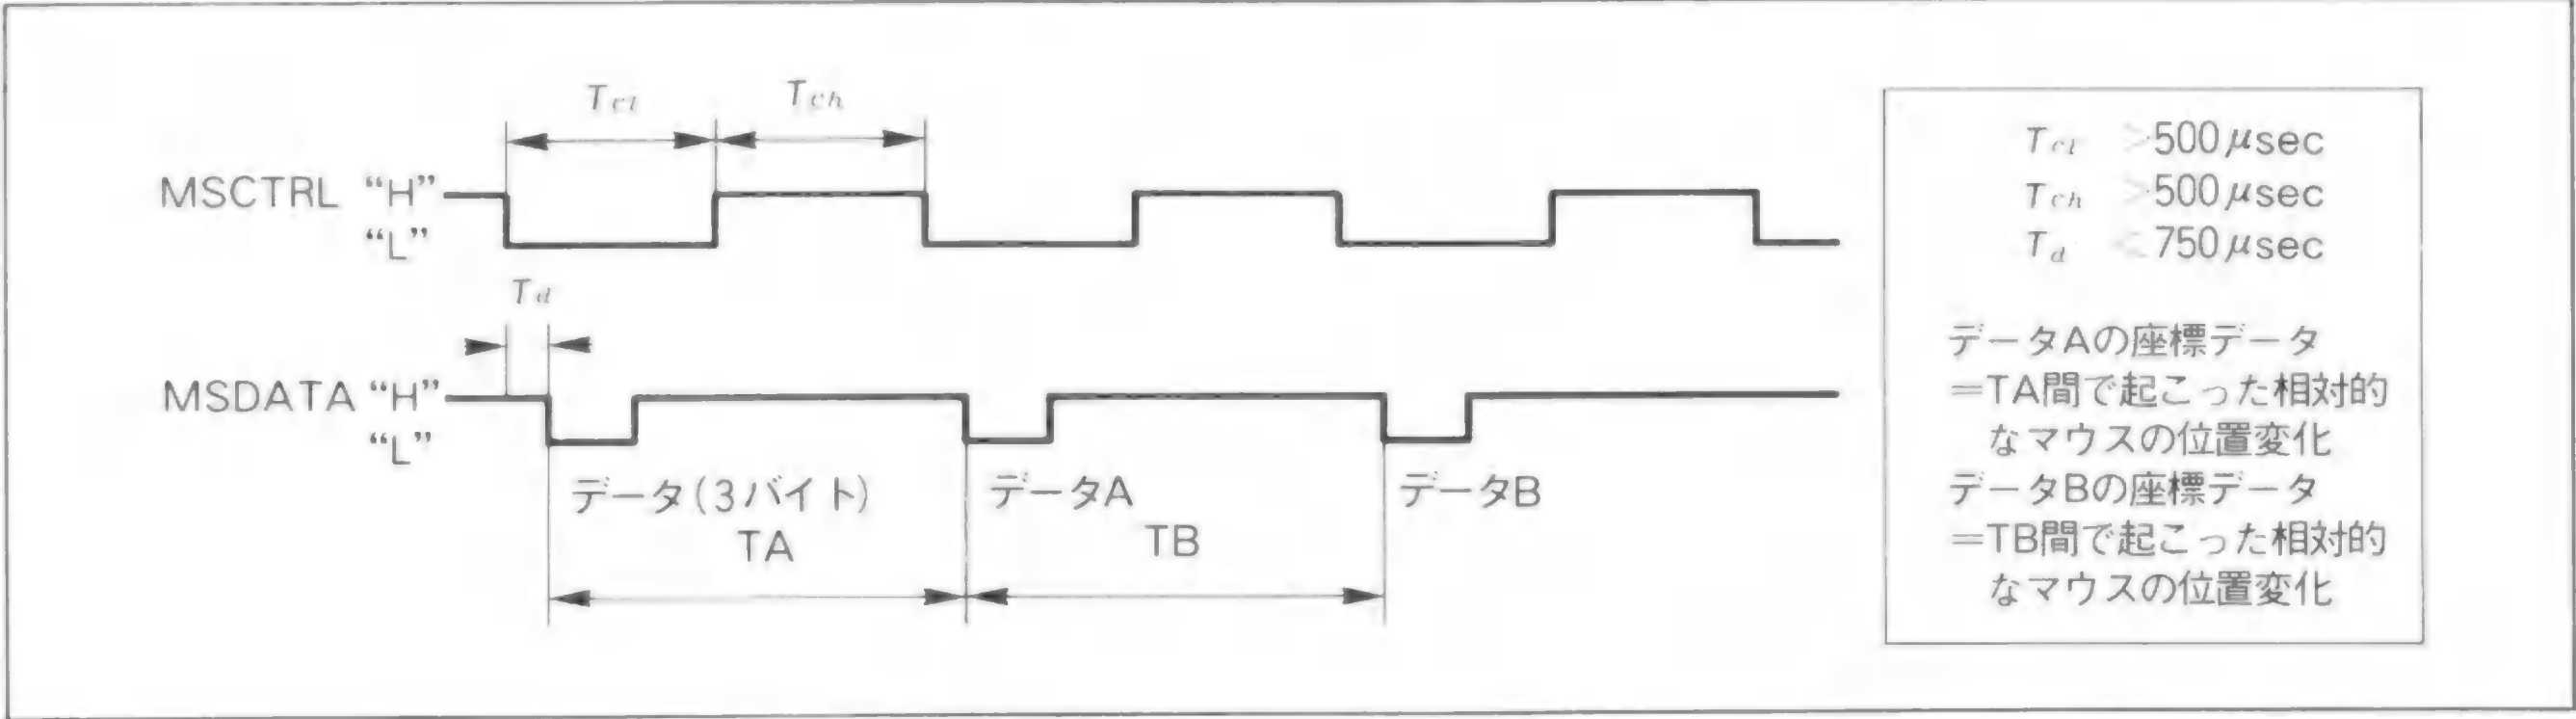 Tcl
Tch
MSCTRL “H”
“L”
Td
MSDATA “H”
“L”
データ(3バイト)
TA
データA
TB
データB
Tcl >500μsec
Tch >500μsec
Td <750μsec
データAの座標データ
=TA間で起こった相対的
なマウスの位置変化
データBの座標データ
=TB間で起こった相対的
なマウスの位置変化